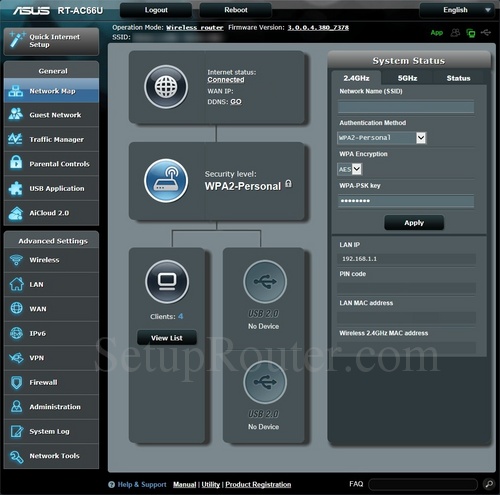 ASUS RT-AC66U Logout Reboot English
Operation Mode: Wireless router Firmware Version: 3.0.0.4.380_7378
SSID:
App
Quick Internet
Setup
General
Network Map
Guest Network
Traffic Manager
Parental Controls
USB Application
AiCloud 2.0
Advanced Settings
Wireless
LAN
WAN
IPv6
VPN
Firewall
Administration
System Log
Network Tools
Internet status:
Connected
WAN IP:
DDNS: GO
Security level:
WPA2-Personal
Clients: 4
View List
USB 2.0
No Device
USB 2.0
No Device
System Status
2.4GHz 5GHz Status
Network Name (SSID)
Authentication Method
WPA2-Personal
WPA Encryption
AES
WPA-PSK key
••••••••
Apply
LAN IP
192.168.1.1
PIN code
LAN MAC address
Wireless 2.4GHz MAC address
SetupRouter.com
Help & Support Manual | Utility | Product Registration FAQ